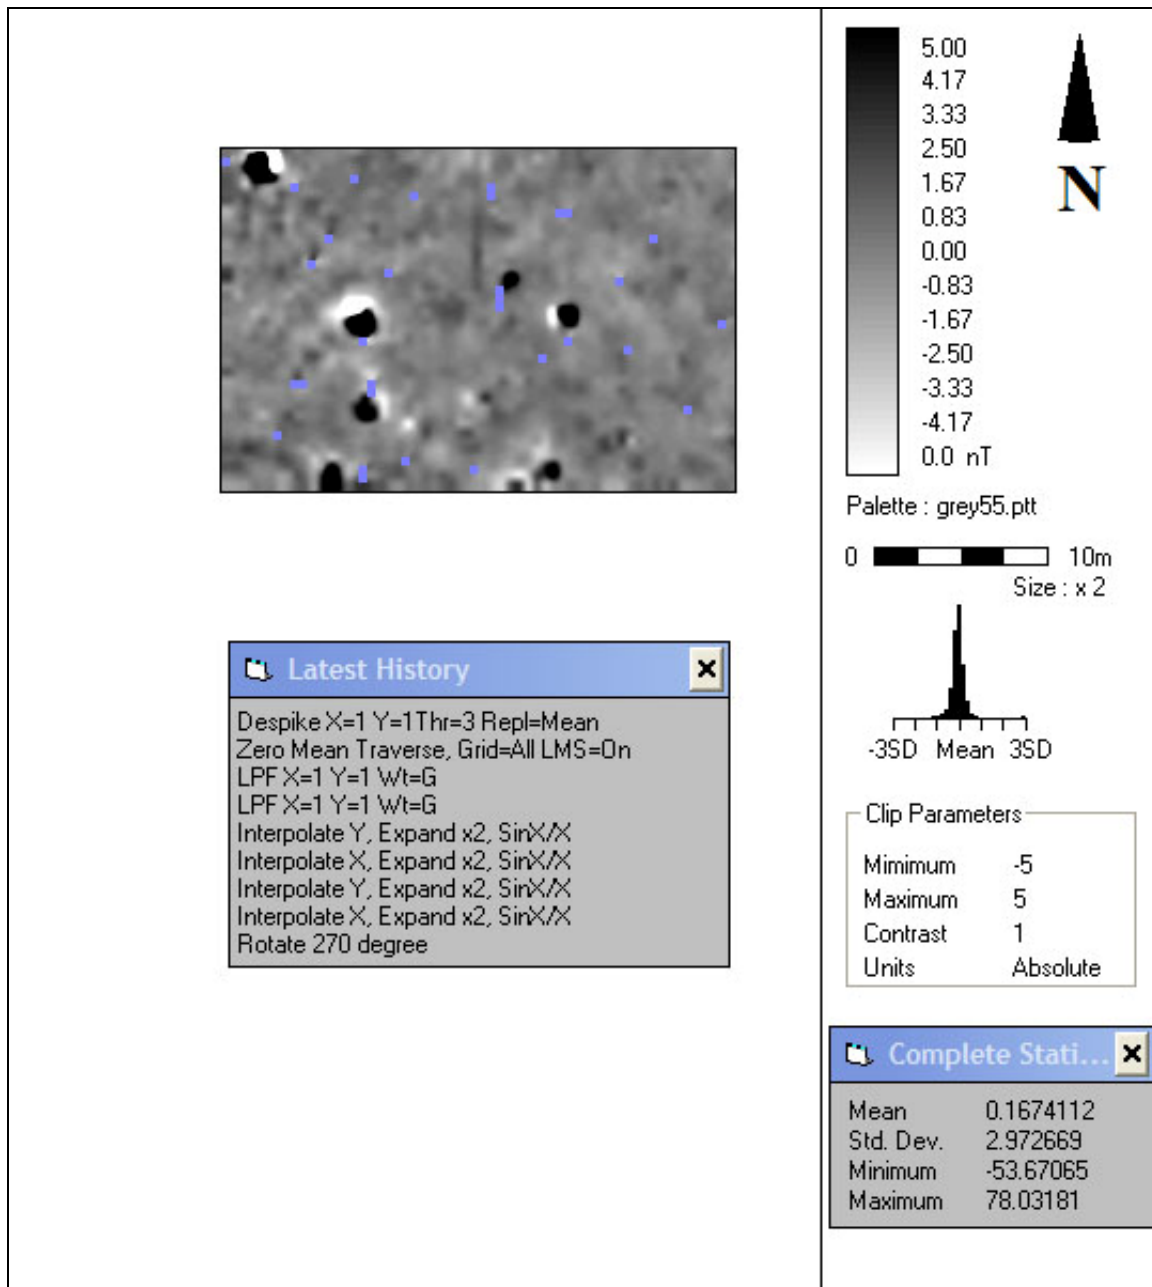 5.00
4.17
3.33
2.50
1.67
0.83
0.00
-0.83
-1.67
-2.50
-3.33
-4.17
0.0 nT
N
Palette : grey55.ptt
0 10m
Size : x 2
-3SD Mean 3SD
Clip Parameters
Mimimum -5
Maximum 5
Contrast 1
Units Absolute
Latest History
Despike X=1 Y=1Thr=3 Repl=Mean
Zero Mean Traverse, Grid=All LMS=On
LPF X=1 Y=1 Wt=G
LPF X=1 Y=1 Wt=G
Interpolate Y, Expand x2, SinX/X
Interpolate X, Expand x2, SinX/X
Interpolate Y, Expand x2, SinX/X
Interpolate X, Expand x2, SinX/X
Rotate 270 degree
Complete Stati...
Mean 0.1674112
Std. Dev. 2.972669
Minimum -53.67065
Maximum 78.03181